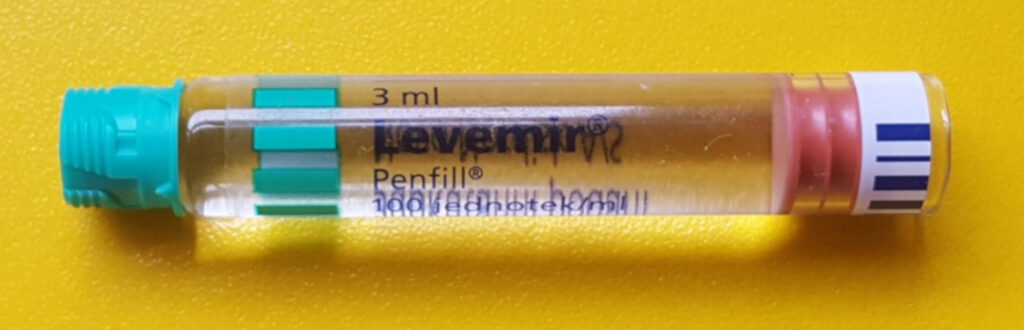 3 ml
Levemir®
Penfill®
100 jednotek/ml